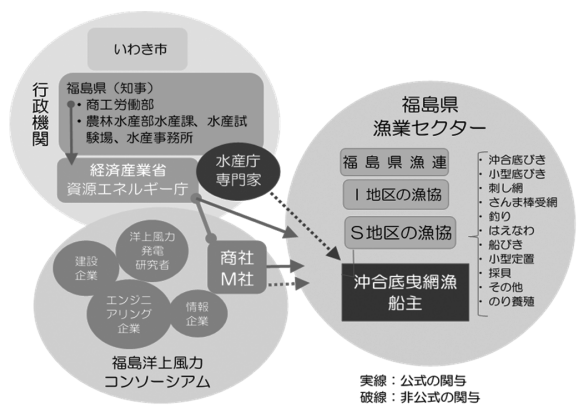 いわき市
行政機関
福島県（知事）
・商工労働部
・農林水産部水産課、水産試
験場、水産事務所
経済産業省
資源エネルギー庁
水産庁
専門家
商社
M社
洋上風力
発電
研究者
建設
企業
エンジニ
アリング
企業
情報
企業
福島洋上風力
コンソーシアム
福島県
漁業セクター
福島県漁連
I地区の漁協
S地区の漁協
沖合底曳網漁
船主
・沖合底びき
・小型底びき
・刺し網
・さんま棒受網
・釣り
・はえなわ
・船びき
・小型定置
・採貝
・その他
・のり養殖
実線：公式の関与
破線：非公式の関与